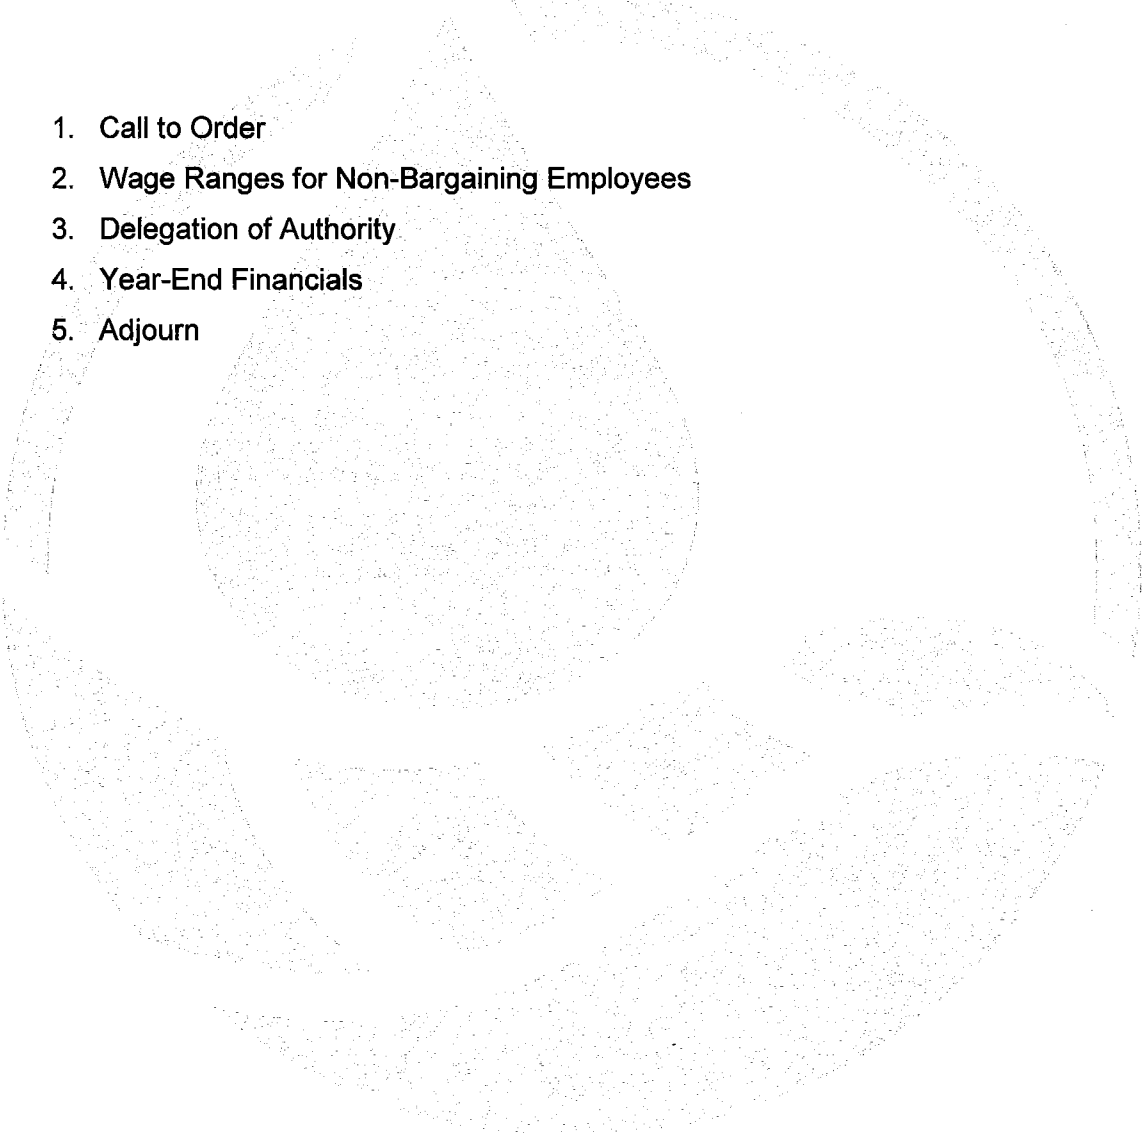 1. Call to Order
2. Wage Ranges for Non-Bargaining Employees
3. Delegation of Authority
4. Year-End Financials
5. Adjourn